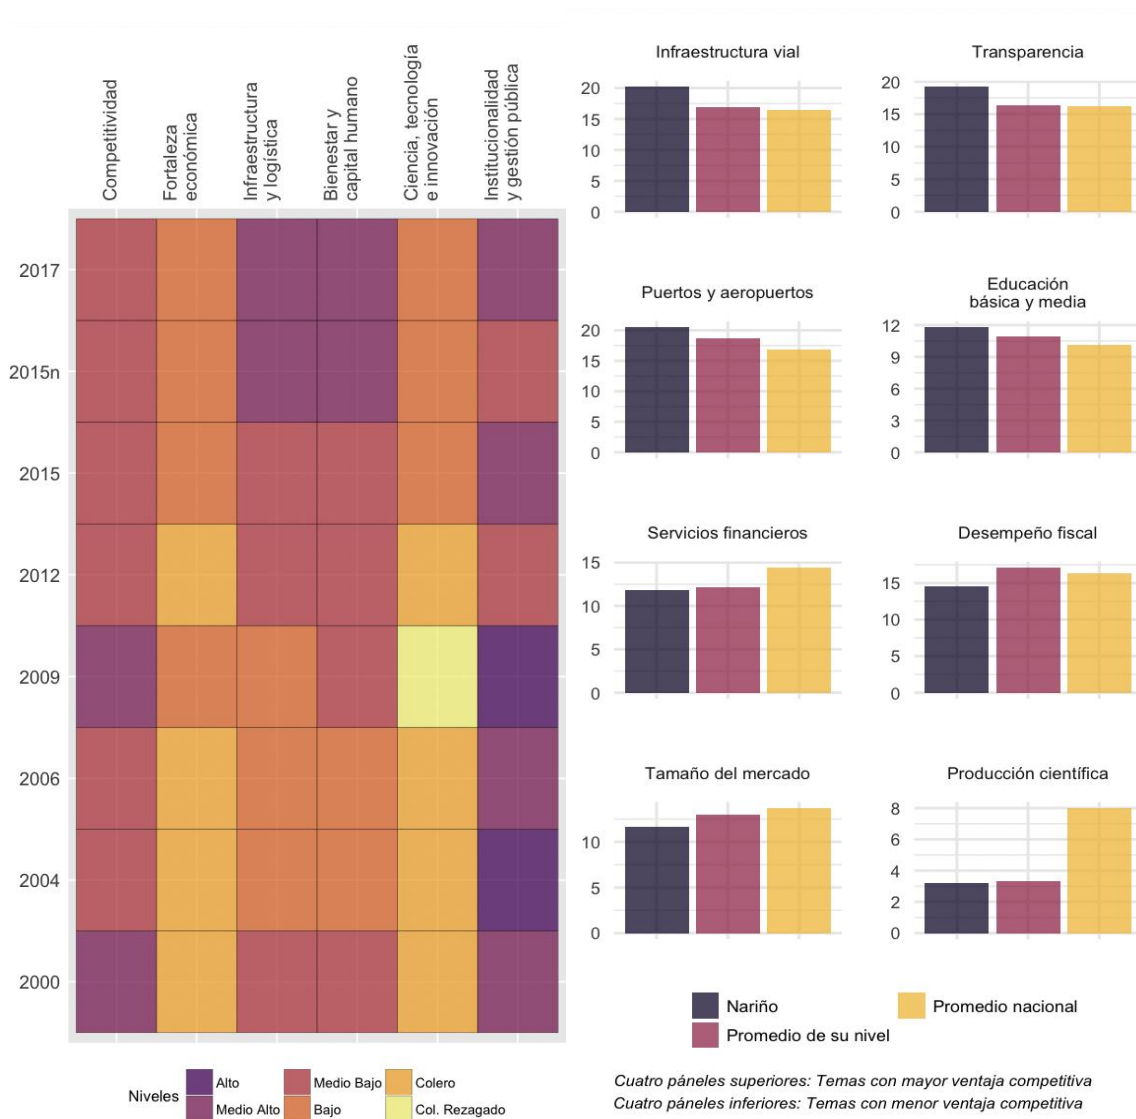 Competitividad
Fortaleza
económica
Infraestructura
y logística
Bienestar y
capital humano
Ciencia, tecnología
e innovación
Institucionalidad
y gestión pública
2017
2015n
2015
2012
2009
2006
2004
2000
Niveles
Alto
Medio Alto
Medio Bajo
Bajo
Colero
Col. Rezagado
Infraestructura vial
20
15
10
5
0
Transparencia
20
15
10
5
0
Puertos y aeropuertos
20
15
10
5
0
Educación
básica y media
12
9
6
3
0
Servicios financieros
15
10
5
0
Desempeño fiscal
15
10
5
0
Tamaño del mercado
10
5
0
Producción científica
8
6
4
2
0
Nariño
Promedio de su nivel
Promedio nacional
Cuatro páneles superiores: Temas con mayor ventaja competitiva
Cuatro páneles inferiores: Temas con menor ventaja competitiva